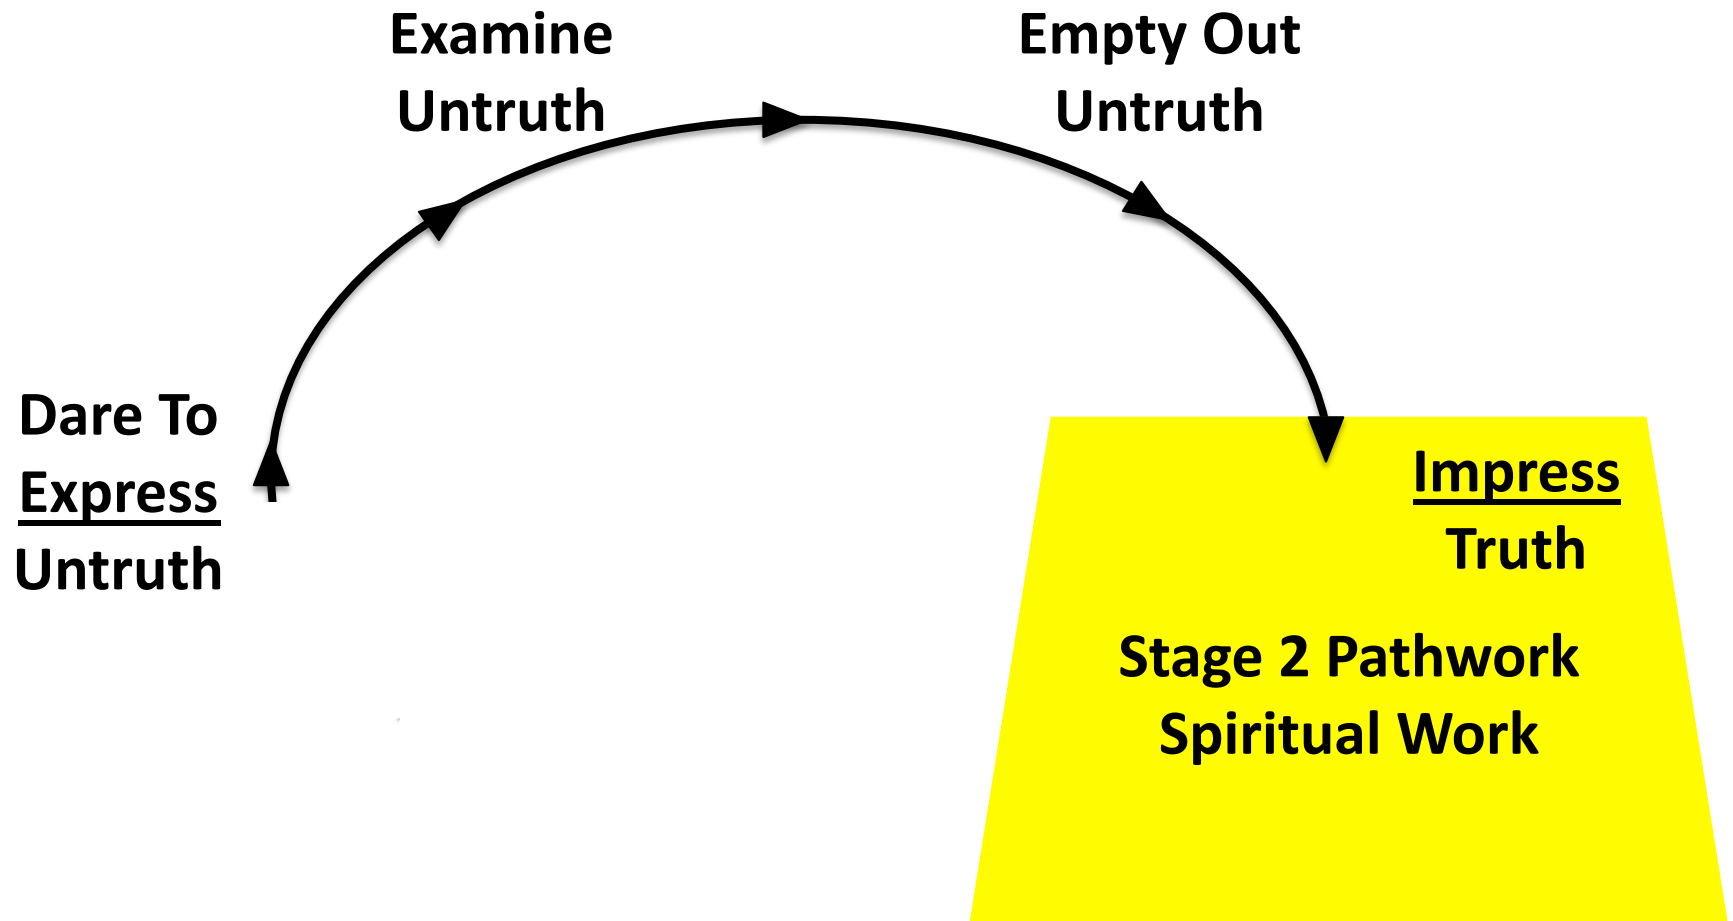 Examine
Untruth
Empty Out
Untruth
Dare To
Express
Untruth
Impress
Truth
Stage 2 Pathwork
Spiritual Work